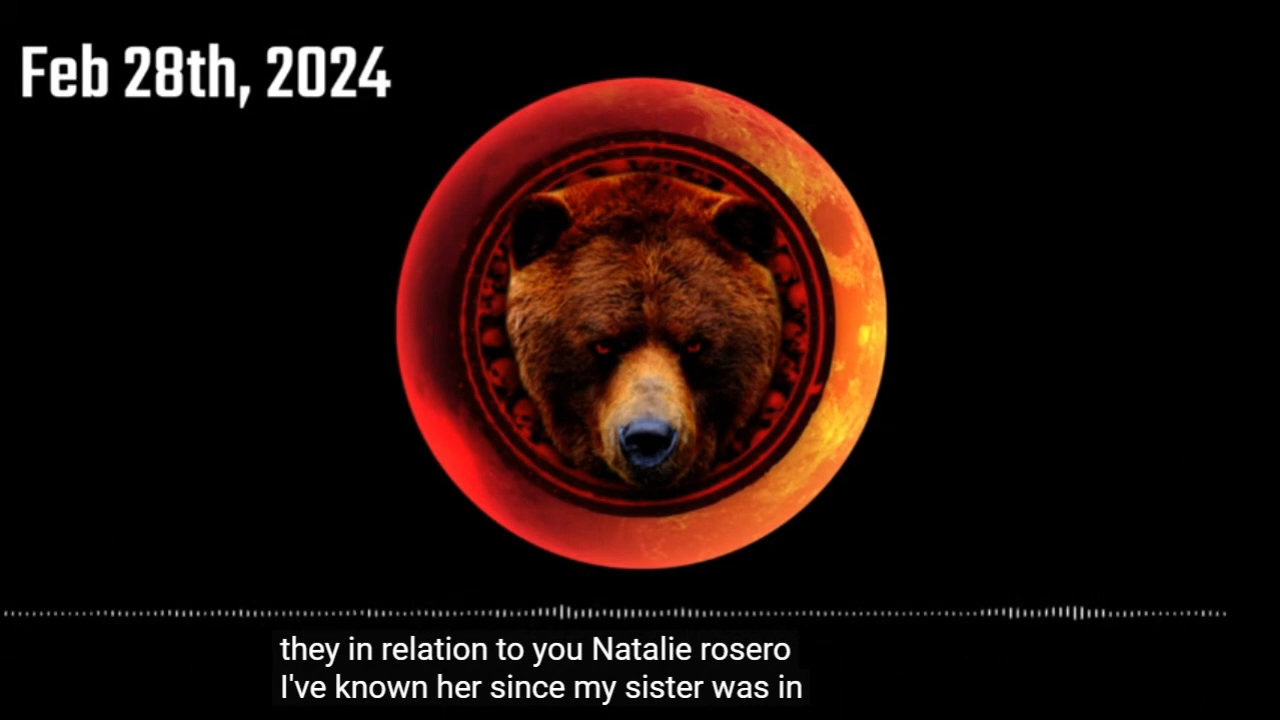 Feb 28th, 2024
they in relation to you Natalie rosero
I've known her since my sister was in